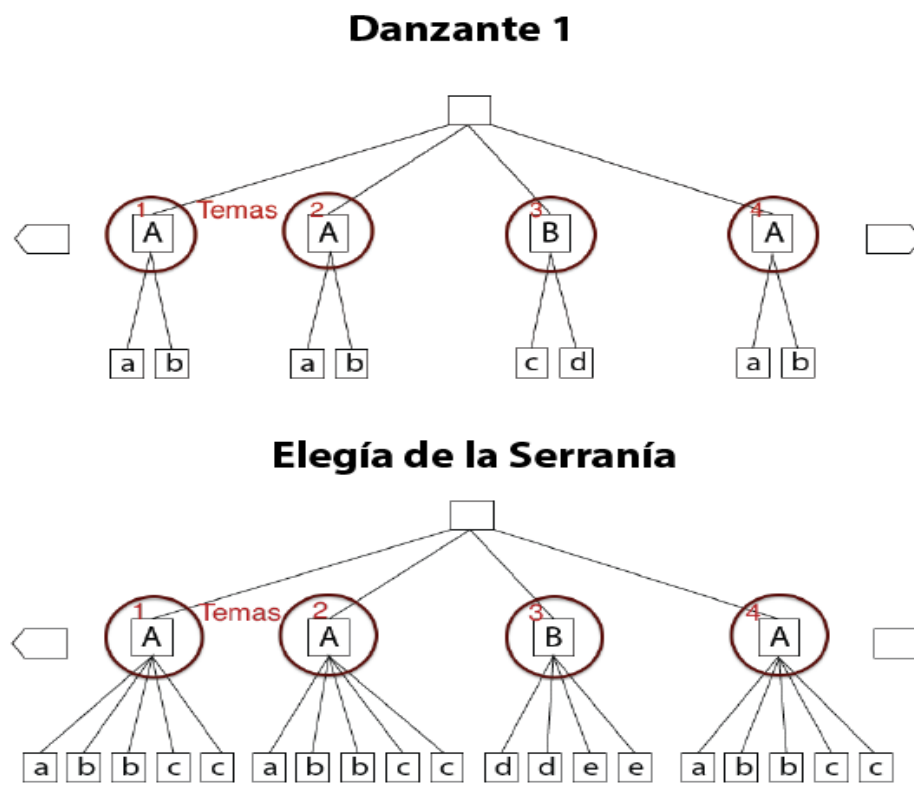 Danzante 1
1 Temas 2 3 4
A A B A
a b a b c d a b
Elegía de la Serranía
1 Temas 2 3 4
A A B A
a b b c c a b b c c d d e e a b b c c